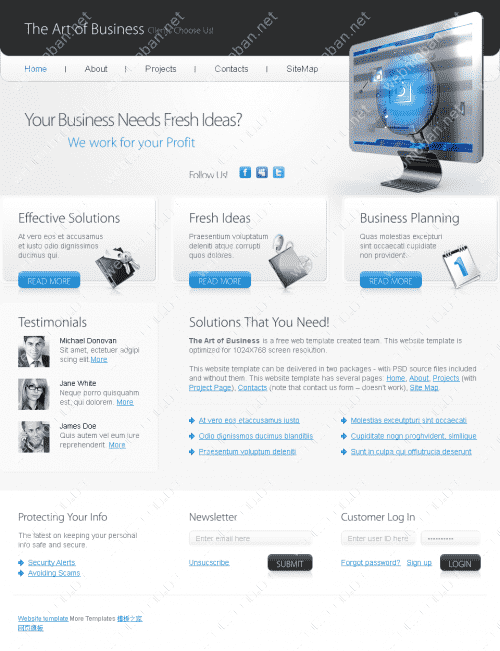 The Art of Business Clients Choose Us!
Home | About | Projects | Contacts | SiteMap
Your Business Needs Fresh Ideas?
We work for your Profit
Follow Us!
Effective Solutions
At vero eos et accusamus
et iusto odio dignissimos
ducimus qui.
READ MORE
Fresh Ideas
Praesentium voluptatum
deleniti atque corrupti
quos dolores.
READ MORE
Business Planning
Quas molestias excepturi
sint occaecati cupidiate
non provident.
1
READ MORE
Testimonials
Michael Donovan
Sit amet, ectetuer adgipi
scing elit More
Jane White
Neque porro quisquahm
est, qui dolorem. More
James Doe
Quis autem vel eum iure
reprehenderit. More
Solutions That You Need!
The Art of Business is a free web template created team. This website template is
optimized for 1024X768 screen resolution.
This website template can be delivered in two packages - with PSD source files included
and without them. This website template has several pages: Home, About, Projects (with
Project Page), Contacts (note that contact us form – doesn't work), Site Map.
At vero eos etaccusamus iusto
Odio dignissimos ducimus blanditiis
Praesentium voluptum deleniti
Molestias exceutpturi sint occaecati
Cupiditate nogn proghvident, similique
Sunt in culpa qui offiutrucia deserunt
Protecting Your Info
The latest on keeping your personal
info safe and secure.
Security Alerts
Avoiding Scams
Newsletter
Enter email here
Unsucscribe
SUBMIT
Customer Log In
Enter user ID here
••••••••••
Forgot password? Sign up
LOGIN
Website template More Templates 模板之家
网页模板